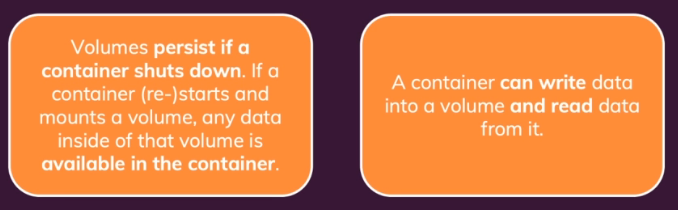 Volumes persist if a
container shuts down. If a
container (re-)starts and
mounts a volume, any data
inside of that volume is
available in the container.
A container can write data
into a volume and read data
from it.